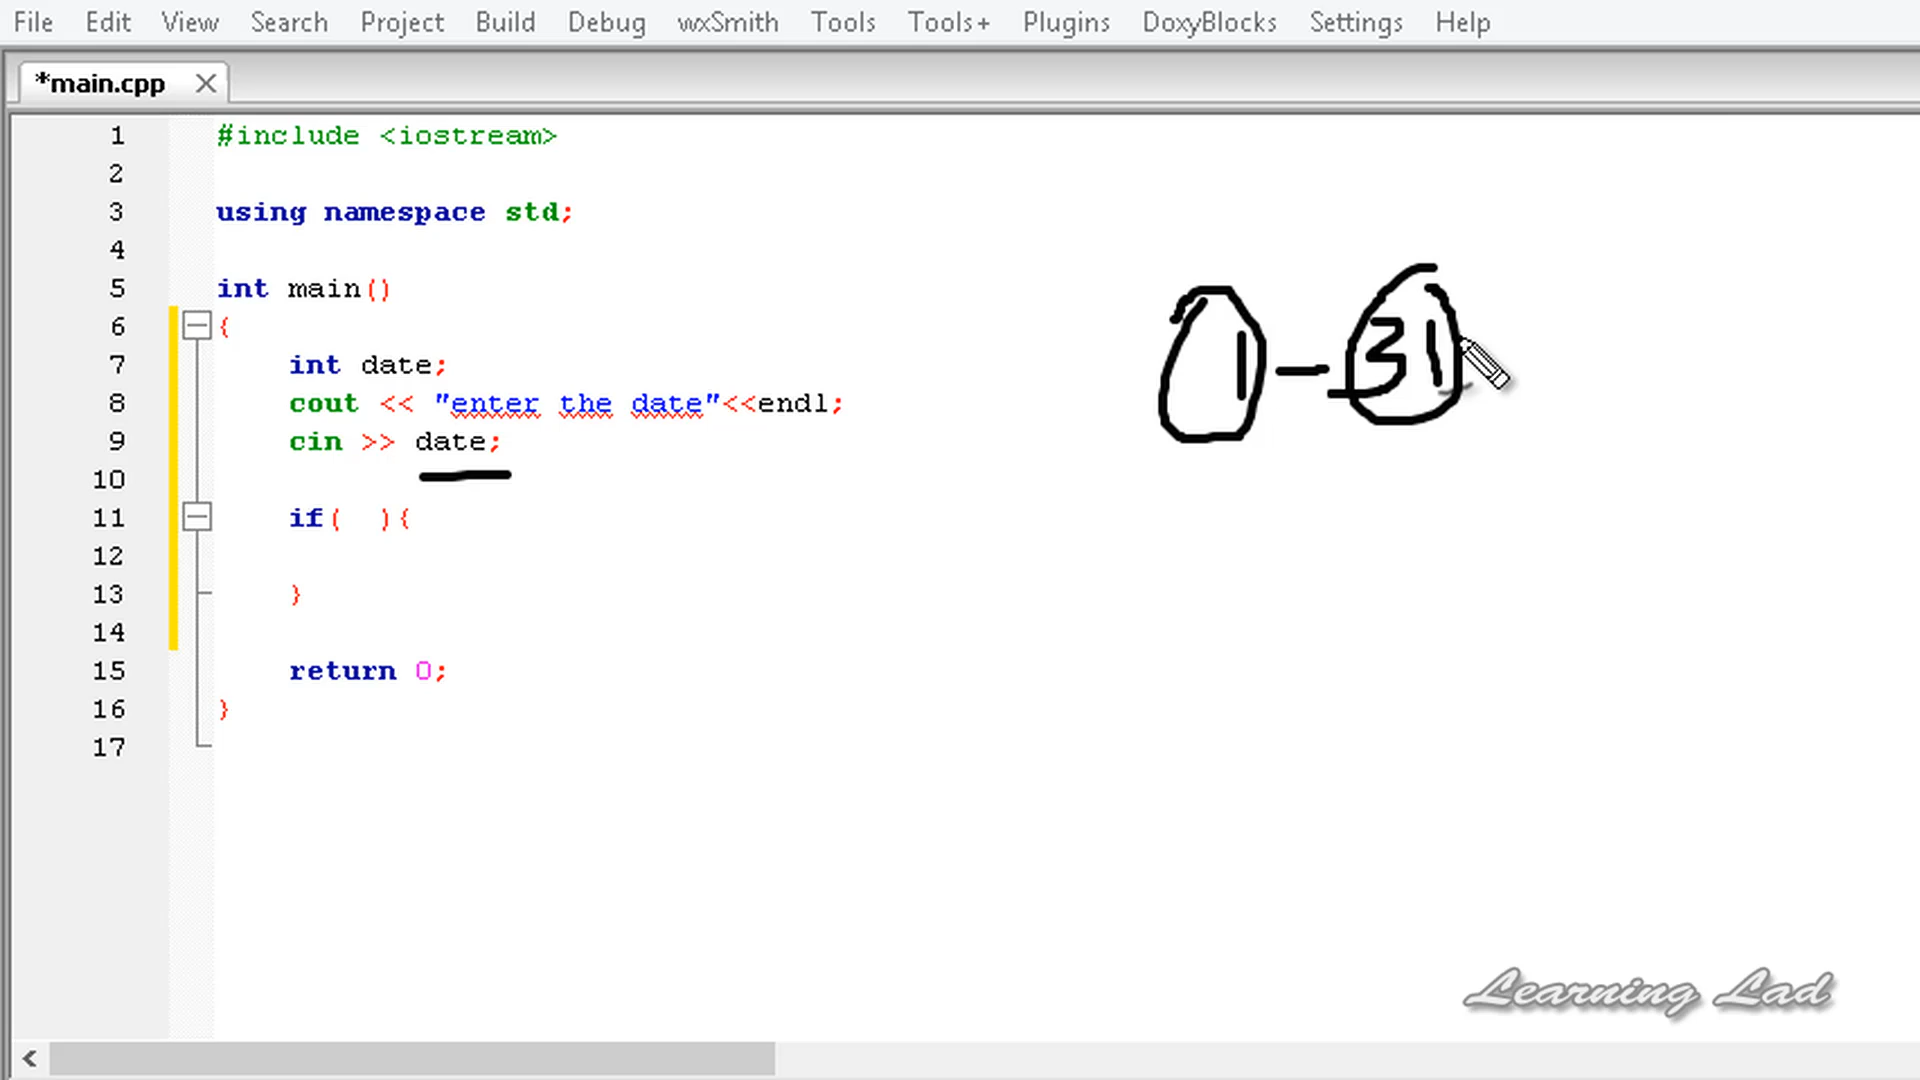 File Edit View Search Project Build Debug wxSmith Tools Tools+ Plugins DoxyBlocks Settings Help
*main.cpp
1 #include <iostream>
2
3 using namespace std;
4
5 int main()
6 {
7 int date;
8 cout << "enter the date"<<endl;
9 cin >> date;
10
11 if(  ){
12
13 }
14
15 return 0;
16 }
17
1 - 31
Learning Lad